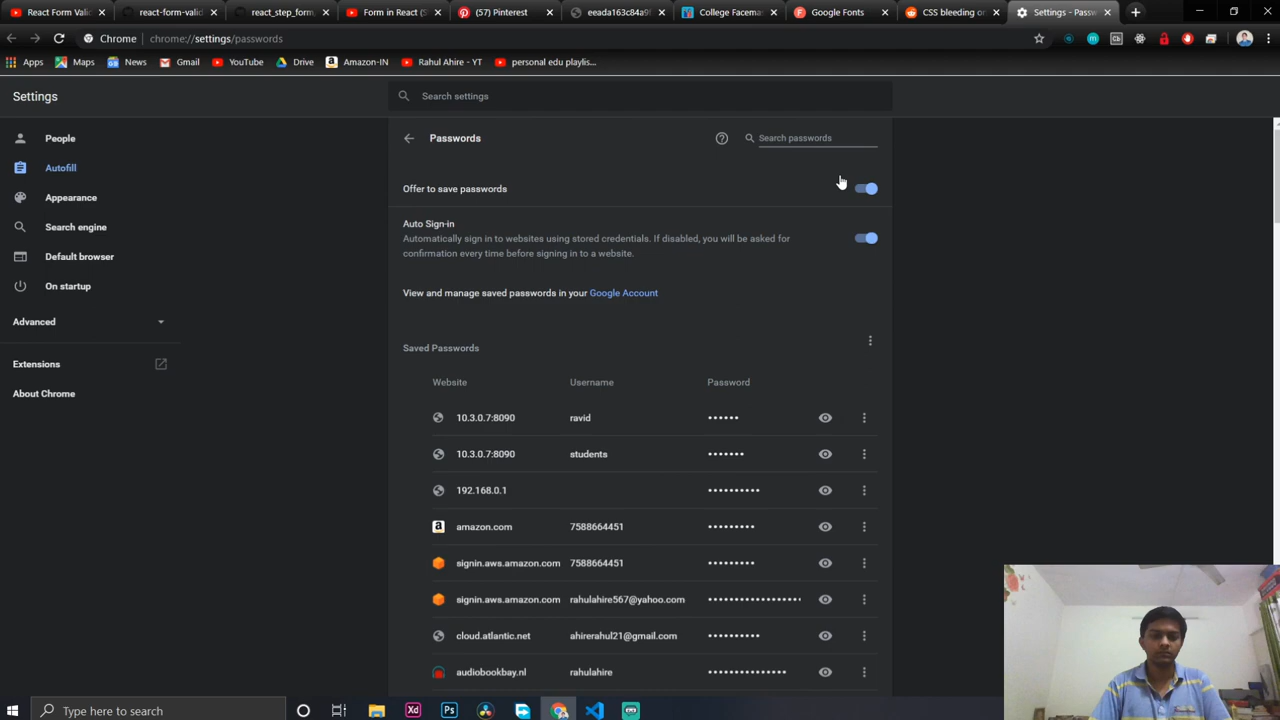 React Form Valid
react-form-valid
react_step_form
Form in React (S
(57) Pinterest
eeada163c84a9
College Facemas
Google Fonts
CSS bleeding on
Settings - Passw
Chrome
chrome://settings/passwords
Apps
Maps
News
Gmail
YouTube
Drive
Amazon-IN
Rahul Ahire - YT
personal edu playlis...
Settings
Search settings
People
Autofill
Appearance
Search engine
Default browser
On startup
Advanced
Extensions
About Chrome
Passwords
Search passwords
Offer to save passwords
Auto Sign-in
Automatically sign in to websites using stored credentials. If disabled, you will be asked for
confirmation every time before signing in to a website.
View and manage saved passwords in your Google Account
Saved Passwords
Website Username Password
10.3.0.7:8090 ravid ••••••
10.3.0.7:8090 students •••••••
192.168.0.1 ••••••••••
amazon.com 7588664451 •••••••••
signin.aws.amazon.com 7588664451 •••••••••
signin.aws.amazon.com rahulahire567@yahoo.com ••••••••••••••••••
cloud.atlantic.net ahirerahul21@gmail.com ••••••••••
audiobookbay.nl rahulahire •••••••••••••••
Type here to search
Xd
Ps